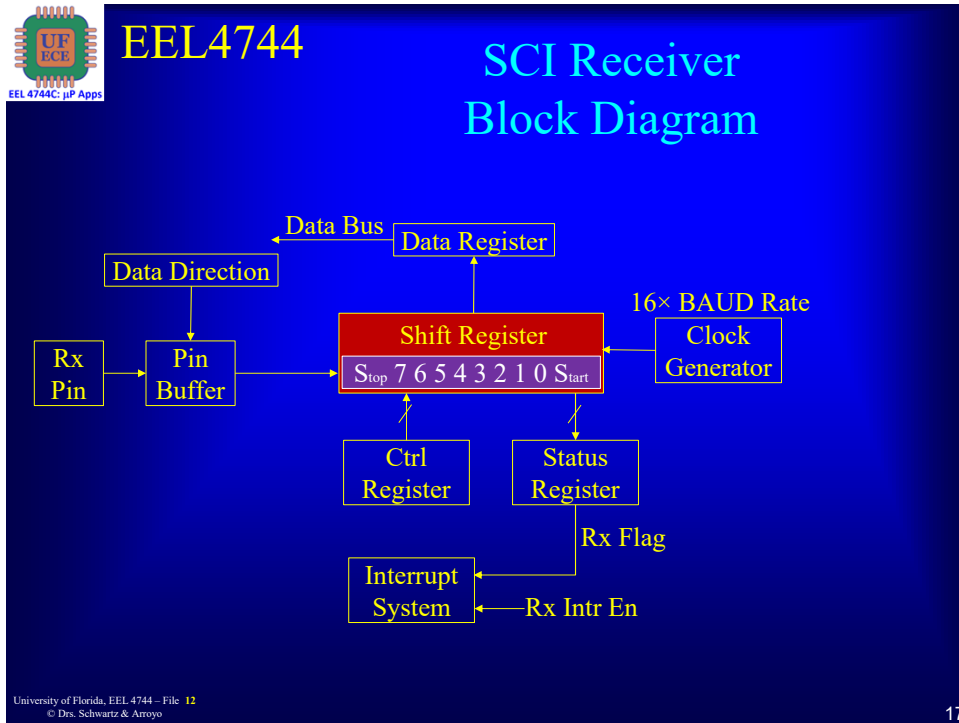 UF
ECE
EEL 4744C: µP Apps
EEL4744
SCI Receiver
Block Diagram
Data Bus
Data Register
Data Direction
16× BAUD Rate
Shift Register
Clock
Generator
Rx
Pin
Pin
Buffer
Stop 7 6 5 4 3 2 1 0 Start
Ctrl
Register
Status
Register
Rx Flag
Interrupt
System
Rx Intr En
University of Florida, EEL 4744 – File 12
© Drs. Schwartz & Arroyo
17